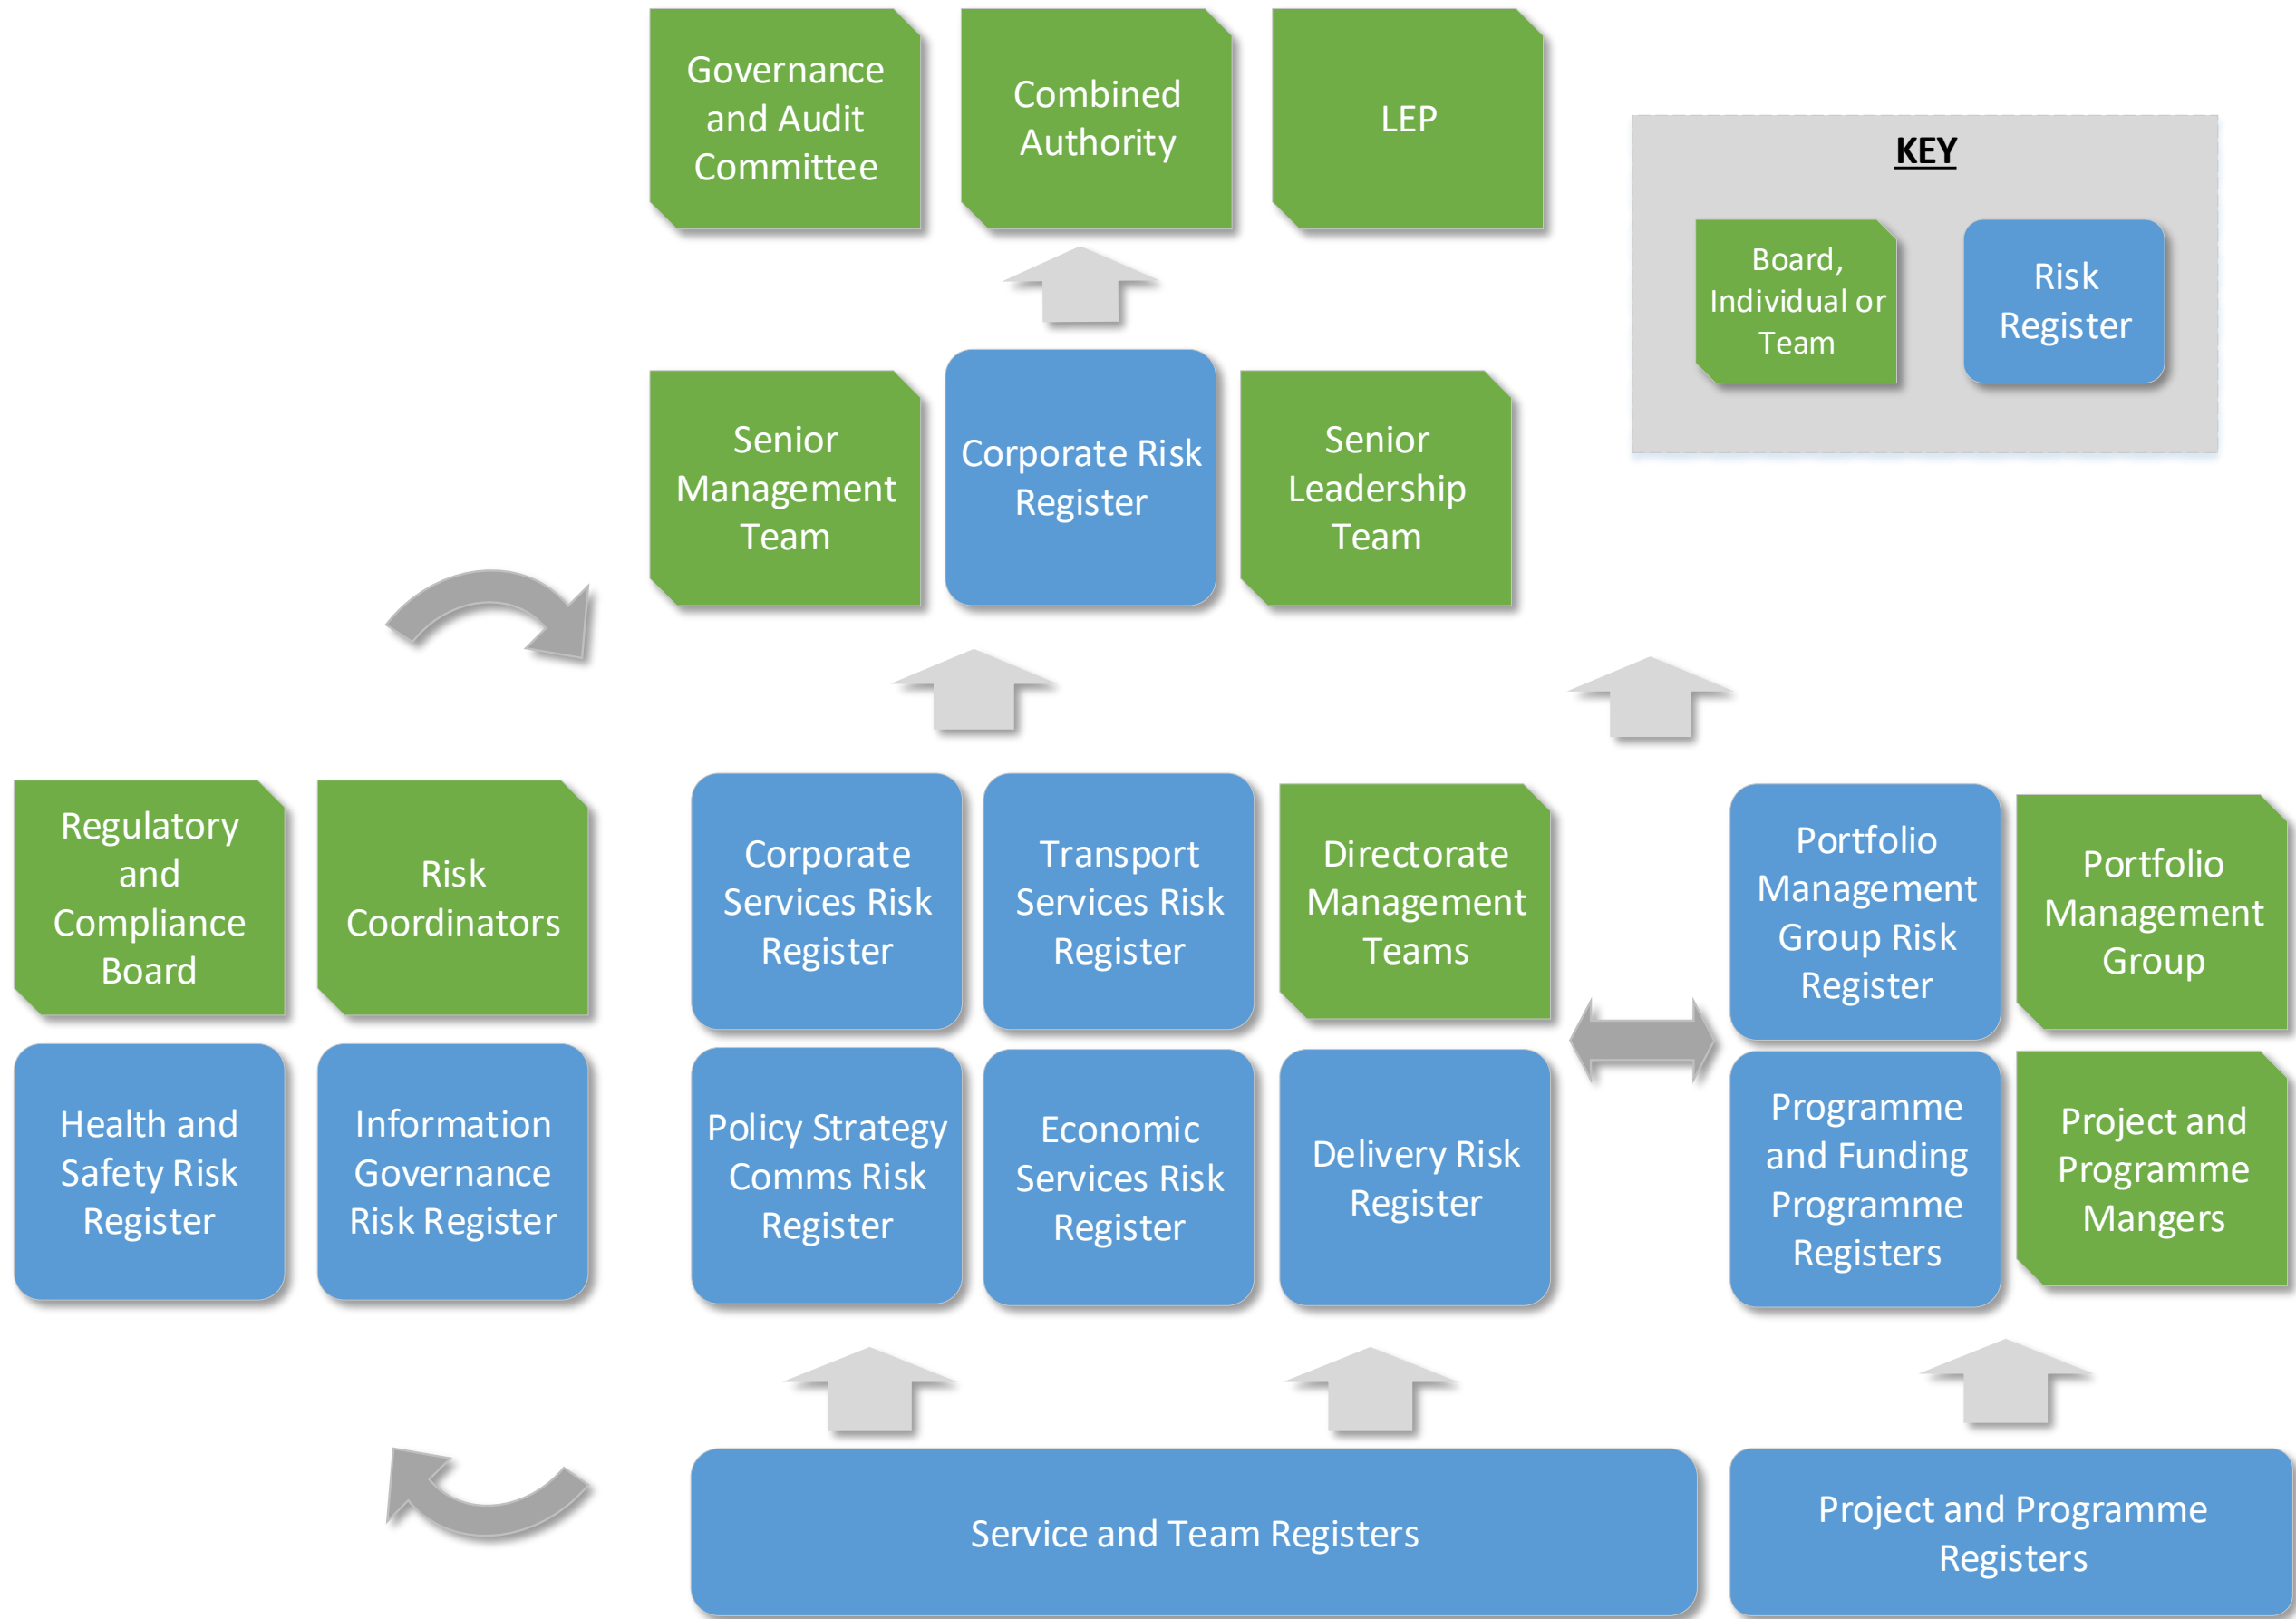 Governance
and Audit
Committee
Combined
Authority
LEP
KEY
Board,
Individual or
Team
Risk
Register
Senior
Management
Team
Corporate Risk
Register
Senior
Leadership
Team
Regulatory
and
Compliance
Board
Risk
Coordinators
Corporate
Services Risk
Register
Transport
Services Risk
Register
Directorate
Management
Teams
Portfolio
Management
Group Risk
Register
Portfolio
Management
Group
Health and
Safety Risk
Register
Information
Governance
Risk Register
Policy Strategy
Comms Risk
Register
Economic
Services Risk
Register
Delivery Risk
Register
Programme
and Funding
Programme
Registers
Project and
Programme
Mangers
Service and Team Registers
Project and Programme
Registers